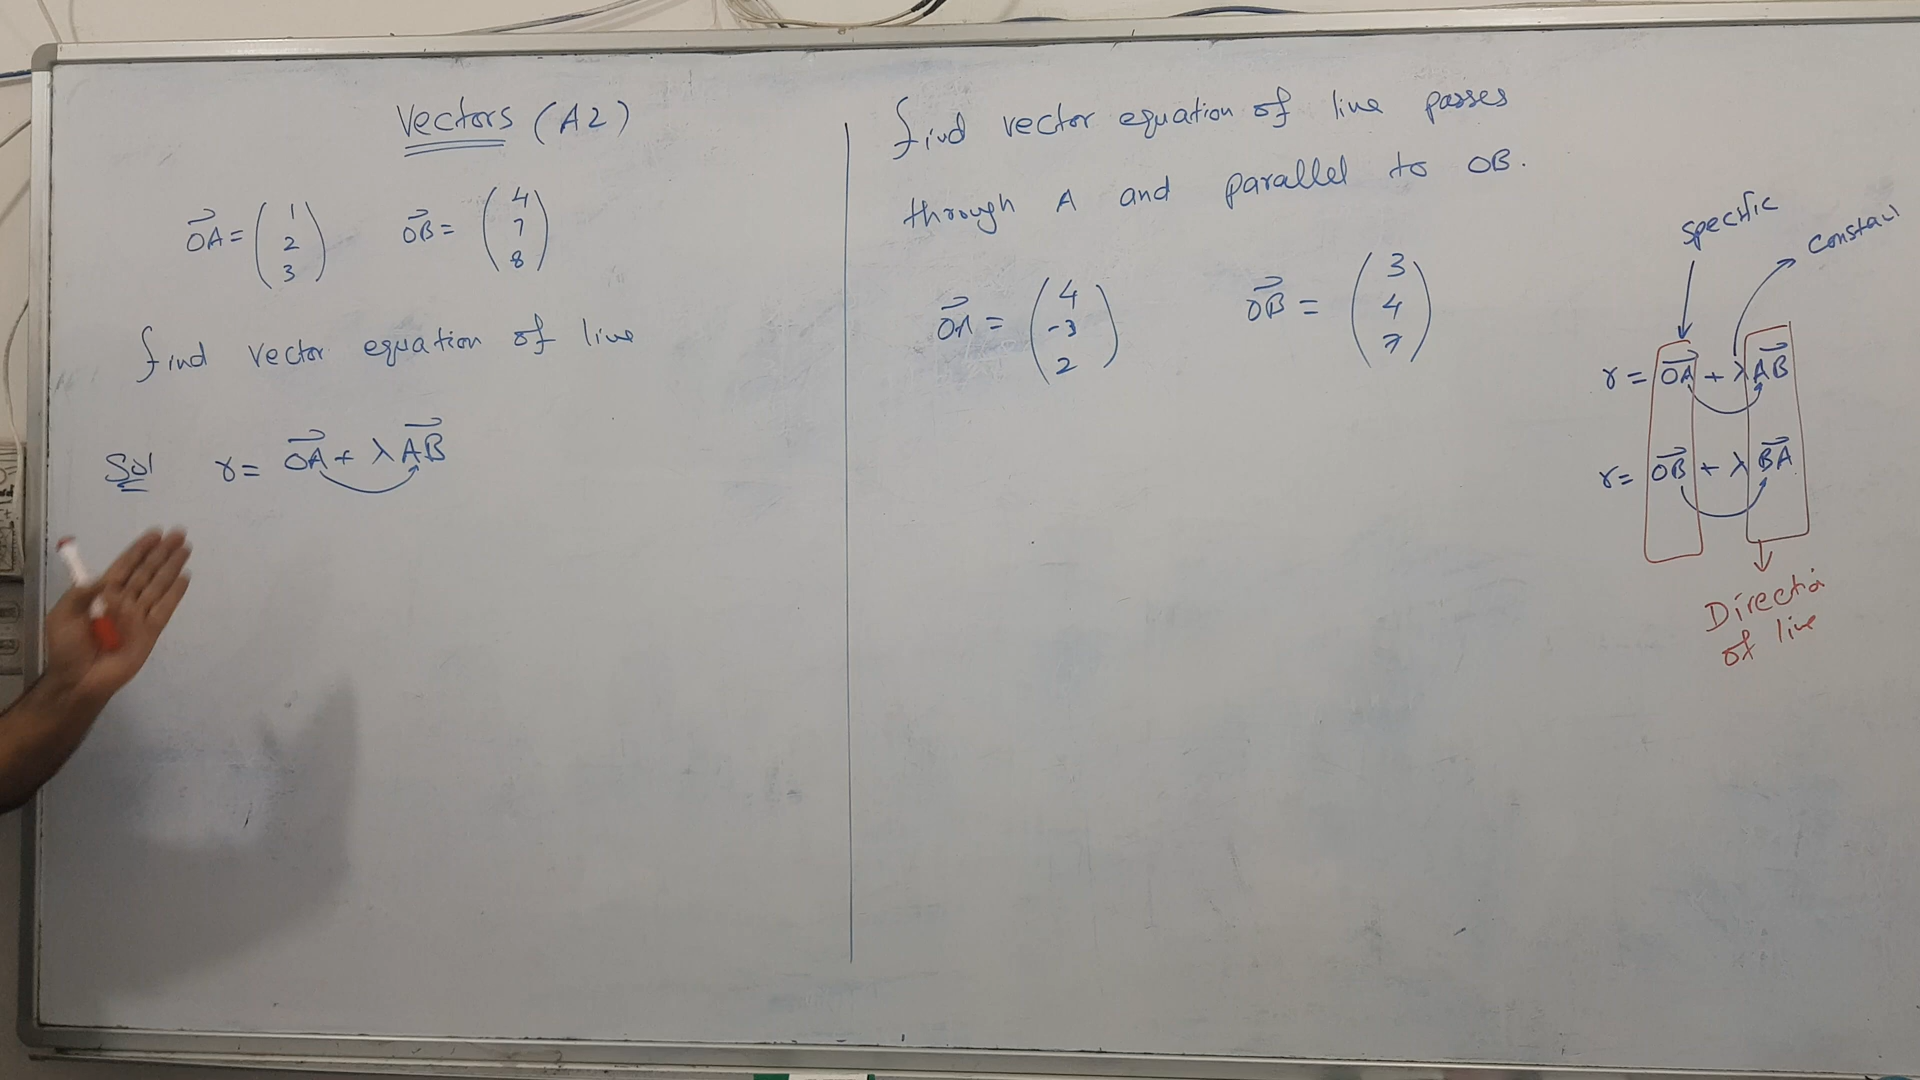 Vectors (A2)
OA = (1 2 3) OB = (4 7 8)
find vector equation of line
Sol r = OA + λAB
find vector equation of line passes
through A and parallel to OB.
OA = (4 -3 2) OB = (3 4 7)
specific
Constan
r = OA + λAB
r = OB + λBA
Directio
of line